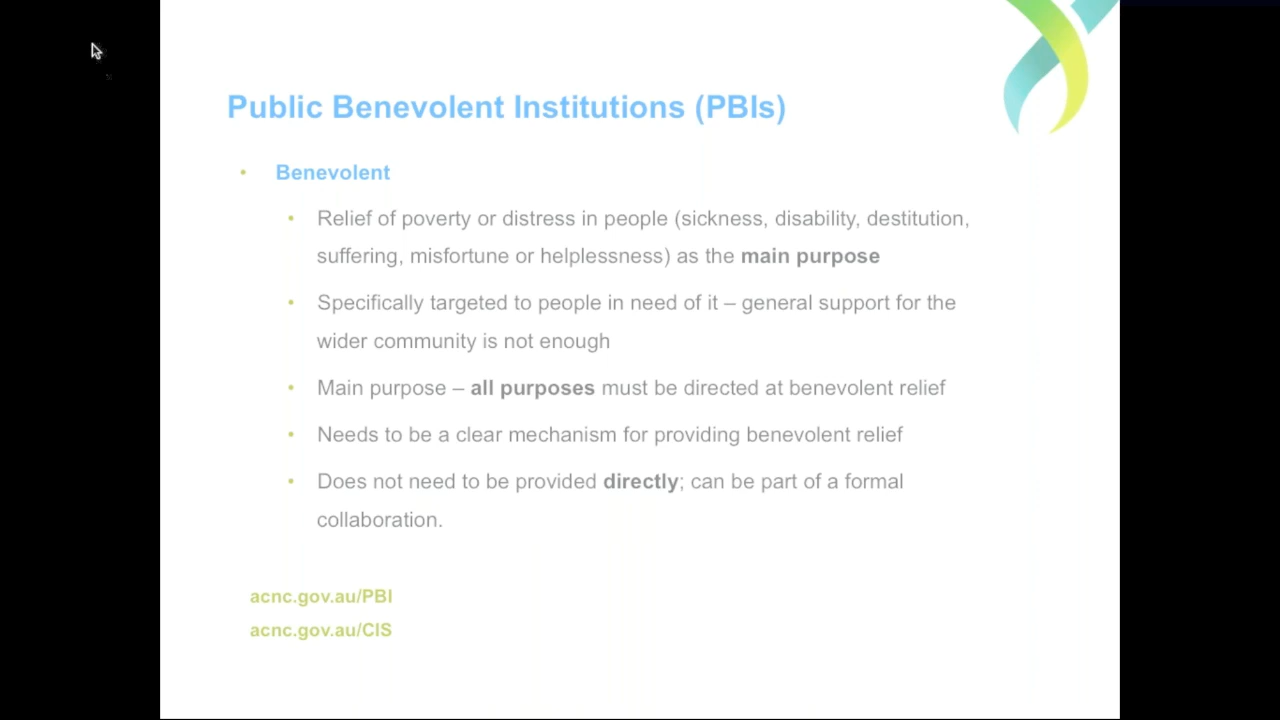 Public Benevolent Institutions (PBIs)
• Benevolent
• Relief of poverty or distress in people (sickness, disability, destitution,
suffering, misfortune or helplessness) as the main purpose
• Specifically targeted to people in need of it – general support for the
wider community is not enough
• Main purpose – all purposes must be directed at benevolent relief
• Needs to be a clear mechanism for providing benevolent relief
• Does not need to be provided directly; can be part of a formal
collaboration.
acnc.gov.au/PBI
acnc.gov.au/CIS